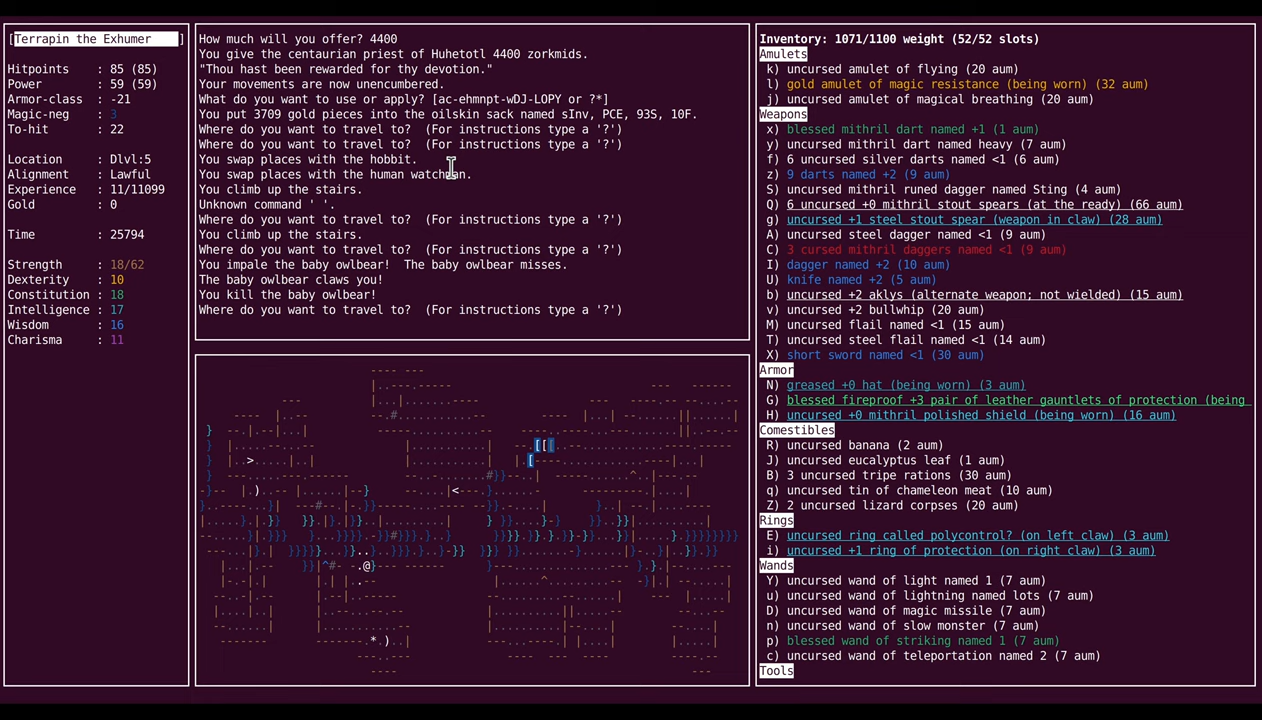 [Terrapin the Exhumer ]
Hitpoints : 85 (85)
Power : 59 (59)
Armor-class : -21
Magic-neg : 3
To-hit : 22
Location : Dlvl:5
Alignment : Lawful
Experience : 11/11099
Gold : 0
Time : 25794
Strength : 18/62
Dexterity : 10
Constitution : 18
Intelligence : 17
Wisdom : 16
Charisma : 11
How much will you offer? 4400
You give the centaurian priest of Huhetotl 4400 zorkmids.
"Thou hast been rewarded for thy devotion."
Your movements are now unencumbered.
What do you want to use or apply? [ac-ehmnpt-wDJ-LOPY or ?*]
You put 3709 gold pieces into the oilskin sack named sInv, PCE, 93S, 10F.
Where do you want to travel to? (For instructions type a '?')
Where do you want to travel to? (For instructions type a '?')
You swap places with the hobbit.
You swap places with the human watchman.
You climb up the stairs.
Unknown command ' '.
Where do you want to travel to? (For instructions type a '?')
You climb up the stairs.
Where do you want to travel to? (For instructions type a '?')
You impale the baby owlbear! The baby owlbear misses.
The baby owlbear claws you!
You kill the baby owlbear!
Where do you want to travel to? (For instructions type a '?')
Inventory: 1071/1100 weight (52/52 slots)
Amulets
k) uncursed amulet of flying (20 aum)
l) gold amulet of magic resistance (being worn) (32 aum)
j) uncursed amulet of magical breathing (20 aum)
Weapons
x) blessed mithril dart named +1 (1 aum)
y) uncursed mithril dart named heavy (7 aum)
f) 6 uncursed silver darts named <1 (6 aum)
z) 9 darts named +2 (9 aum)
S) uncursed mithril runed dagger named Sting (4 aum)
Q) 6 uncursed +0 mithril stout spears (at the ready) (66 aum)
g) uncursed +1 steel stout spear (weapon in claw) (28 aum)
A) uncursed steel dagger named <1 (9 aum)
C) 3 cursed mithril daggers named <1 (9 aum)
I) dagger named +2 (10 aum)
U) knife named +2 (5 aum)
b) uncursed +2 aklys (alternate weapon; not wielded) (15 aum)
v) uncursed +2 bullwhip (20 aum)
M) uncursed flail named <1 (15 aum)
T) uncursed steel flail named <1 (14 aum)
X) short sword named <1 (30 aum)
Armor
N) greased +0 hat (being worn) (3 aum)
G) blessed fireproof +3 pair of leather gauntlets of protection (being
H) uncursed +0 mithril polished shield (being worn) (16 aum)
Comestibles
R) uncursed banana (2 aum)
J) uncursed eucalyptus leaf (1 aum)
B) 3 uncursed tripe rations (30 aum)
q) uncursed tin of chameleon meat (10 aum)
Z) 2 uncursed lizard corpses (20 aum)
Rings
E) uncursed ring called polycontrol? (on left claw) (3 aum)
i) uncursed +1 ring of protection (on right claw) (3 aum)
Wands
Y) uncursed wand of light named 1 (7 aum)
u) uncursed wand of lightning named lots (7 aum)
D) uncursed wand of magic missile (7 aum)
n) uncursed wand of slow monster (7 aum)
p) blessed wand of striking named 1 (7 aum)
c) uncursed wand of teleportation named 2 (7 aum)
Tools